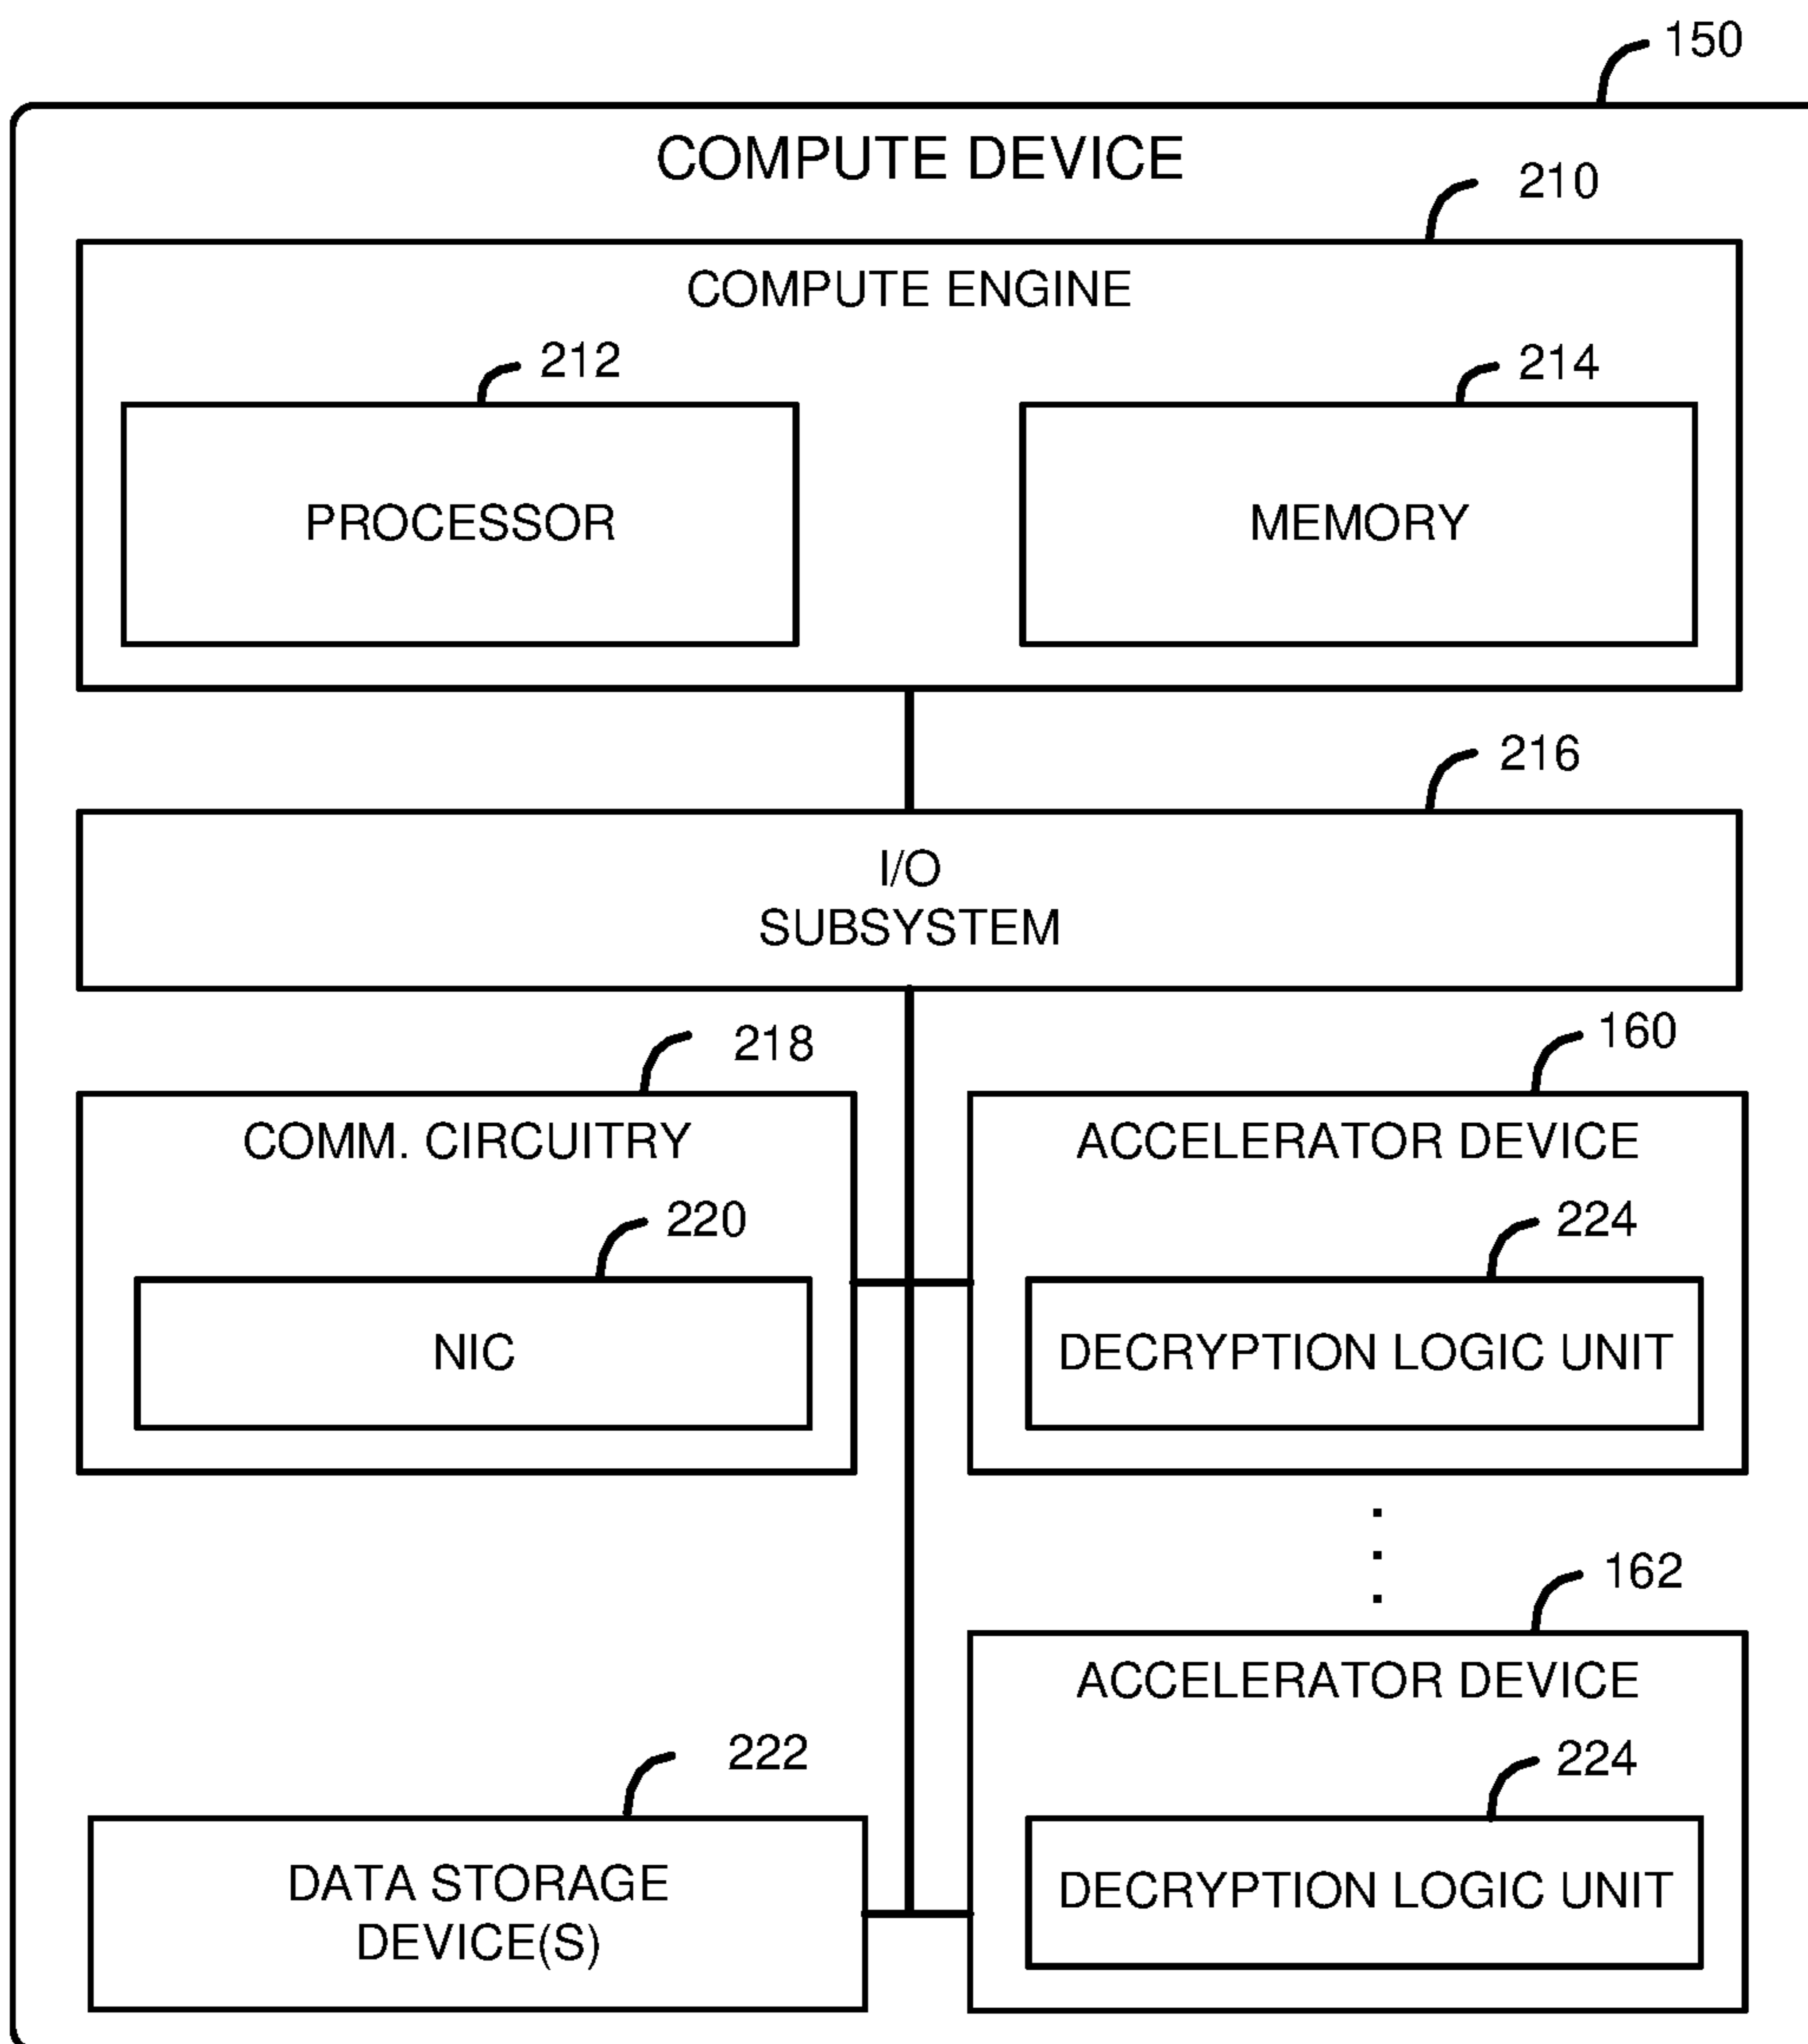 150
COMPUTE DEVICE
210
COMPUTE ENGINE
212
214
PROCESSOR
MEMORY
216
I/O
SUBSYSTEM
218
160
COMM. CIRCUITRY
ACCELERATOR DEVICE
220
224
NIC
DECRYPTION LOGIC UNIT
162
ACCELERATOR DEVICE
222
224
DATA STORAGE
DEVICE(S)
DECRYPTION LOGIC UNIT